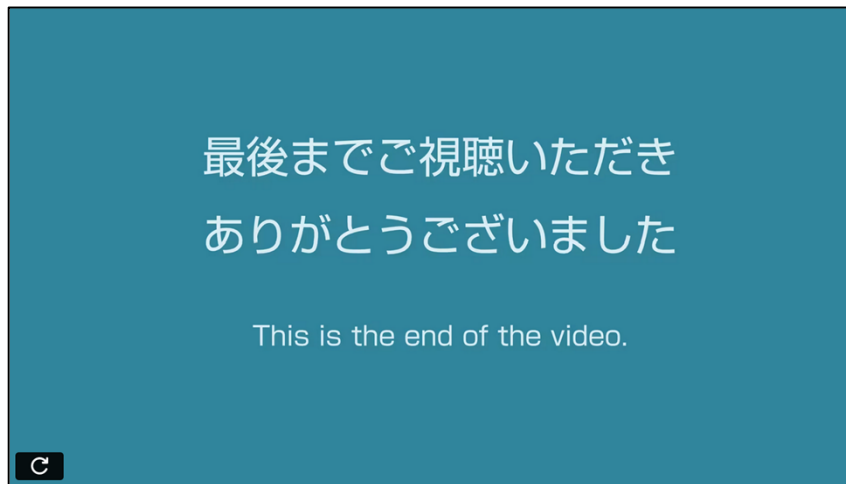 最後までご視聴いただき
ありがとうございました
This is the end of the video.